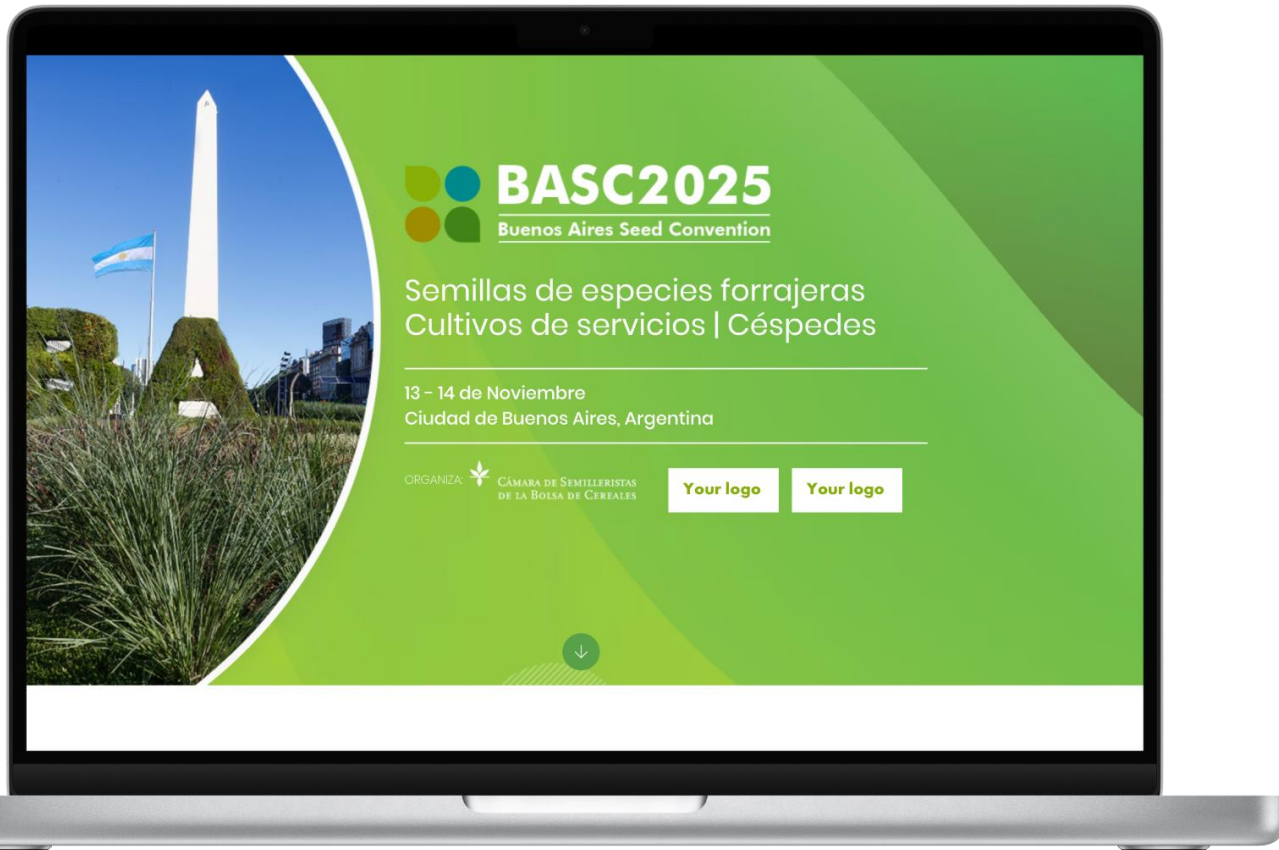 BASC2025
Buenos Aires Seed Convention
Semillas de especies forrajeras
Cultivos de servicios | Céspedes
13 - 14 de Noviembre
Ciudad de Buenos Aires, Argentina
ORGANIZA:
CÁMARA DE SEMILLERISTAS
DE LA BOLSA DE CEREALES
Your logo
Your logo